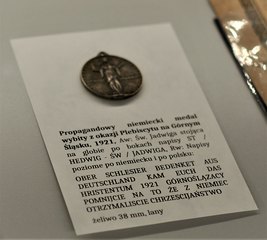 Propagandowy niemiecki medal
wybity z okazji Plebiscytu na Górnym
Śląsku, 1921, Aw: Św. Jadwiga stojąca
na globie po bokach napisy ST /
HEDWIG - ŚW / JADWIGA, Rw: Napisy
poziome po niemiecku i po polsku:
OBER SCHLESIER BEDENKET AUS
DEUTSCHLAND KAM EUCH DAS
HRISTENTUM 1921 GÓRNOŚLĄZACY
POMNIJCIE NA TO ŻE Z NIEMIEC
OTRZYMALIŚCIE CHRZEŚCIJAŃSTWO
żeliwo 38 mm, lany